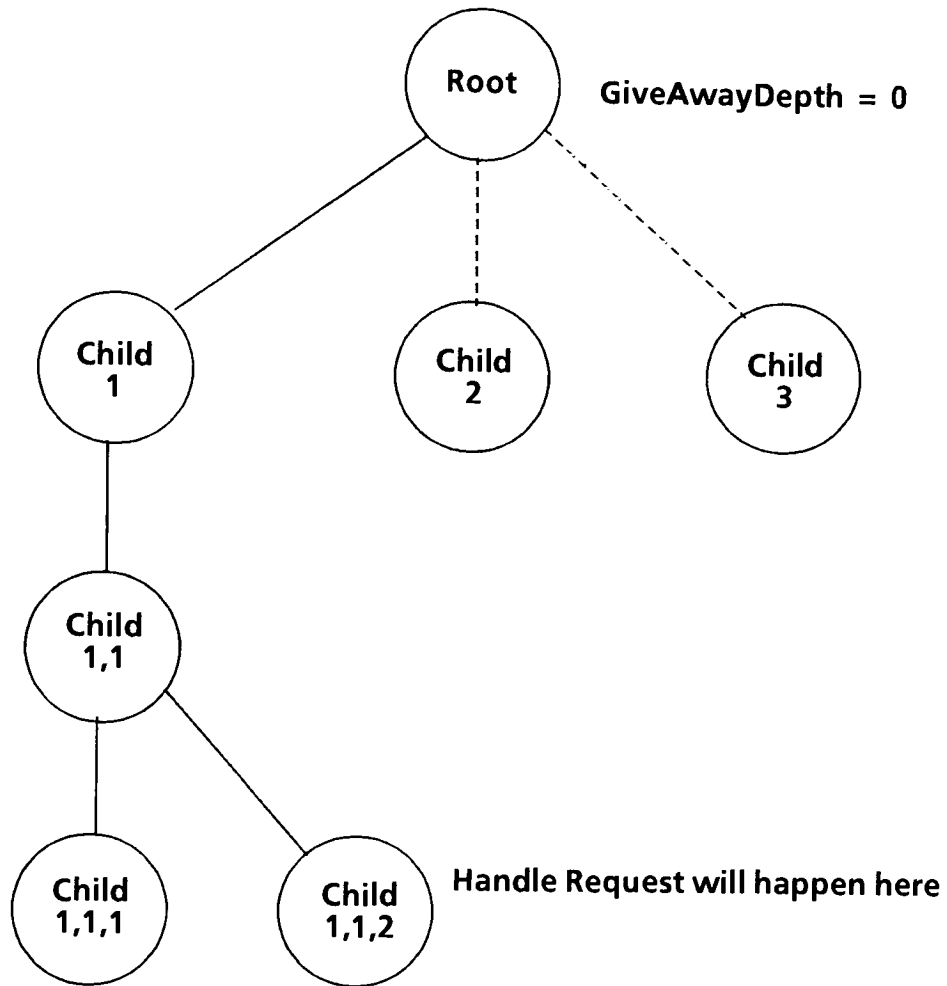 Root
GiveAwayDepth = 0
Child
1
Child
2
Child
3
Child
1,1
Child
1,1,1
Child
1,1,2
Handle Request will happen here